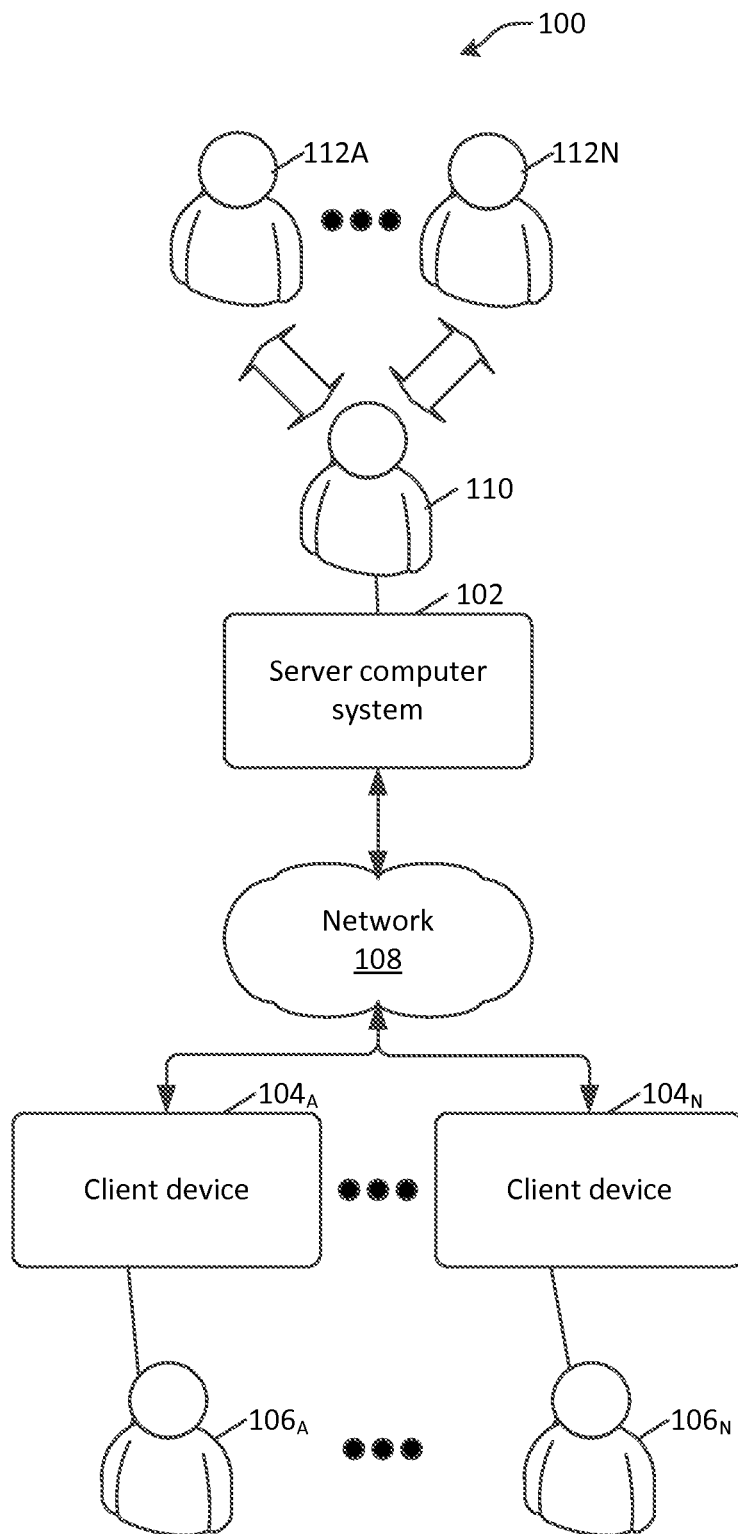 100
112A
112N
110
102
Server computer
system
Network
108
104A
104N
Client device
Client device
106A
106N